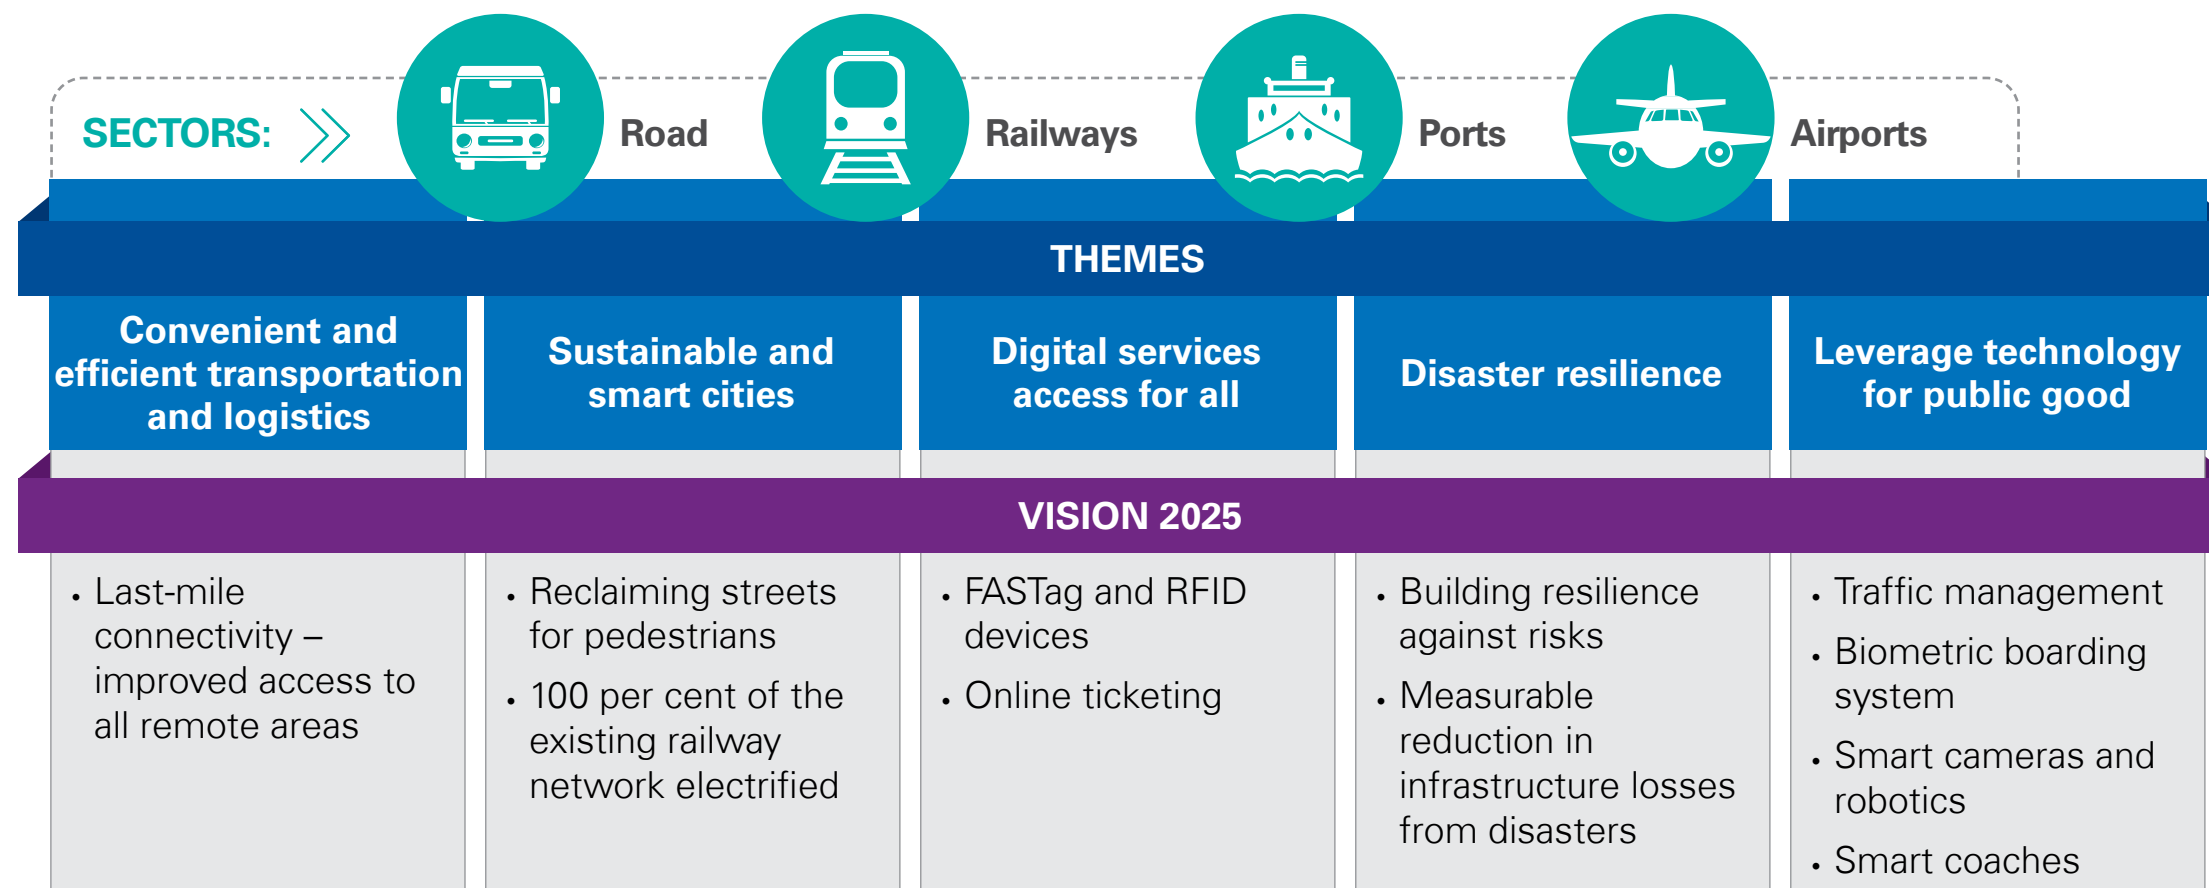 SECTORS:
Road
Railways
Ports
Airports
THEMES
Convenient and
efficient transportation
and logistics
Sustainable and
smart cities
Digital services
access for all
Disaster resilience
Leverage technology
for public good
VISION 2025
• Last-mile
connectivity –
improved access to
all remote areas
• Reclaiming streets
for pedestrians
• 100 per cent of the
existing railway
network electrified
• FASTag and RFID
devices
• Online ticketing
• Building resilience
against risks
• Measurable
reduction in
infrastructure losses
from disasters
• Traffic management
• Biometric boarding
system
• Smart cameras and
robotics
• Smart coaches